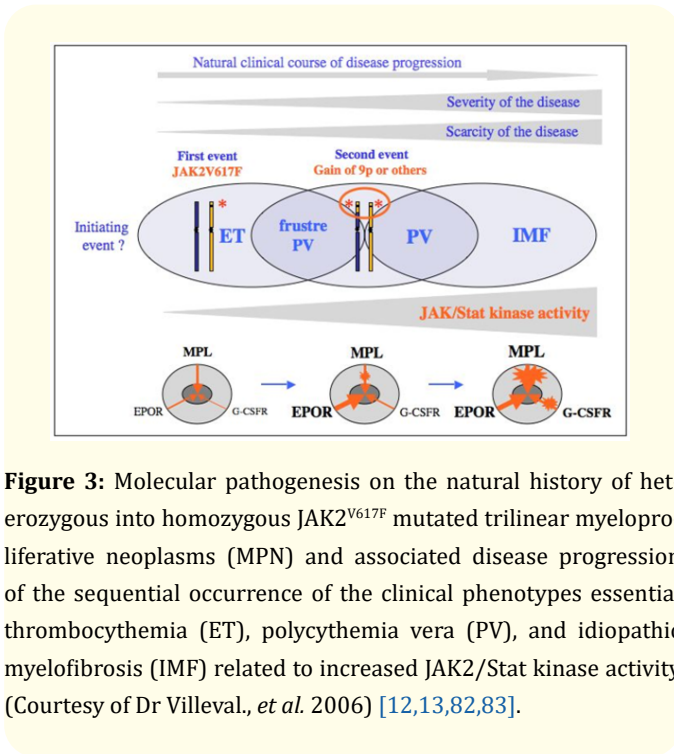 Natural clinical course of disease progression
Severity of the disease
Scarcity of the disease
First event
JAK2V617F
Second event
Gain of 9p or others
* * *
Initiating
event ?
ET
frustre
PV
PV
IMF
JAK/Stat kinase activity
MPL
EPOR
G-CSFR
MPL
EPOR
G-CSFR
MPL
EPOR
G-CSFR
Figure 3: Molecular pathogenesis on the natural history of het
erozygous into homozygous JAK2V617F mutated trilinear myelopro
liferative neoplasms (MPN) and associated disease progression
of the sequential occurrence of the clinical phenotypes essentia
thrombocythemia (ET), polycythemia vera (PV), and idiopathic
myelofibrosis (IMF) related to increased JAK2/Stat kinase activity
(Courtesy of Dr Villeval., et al. 2006) [12,13,82,83].